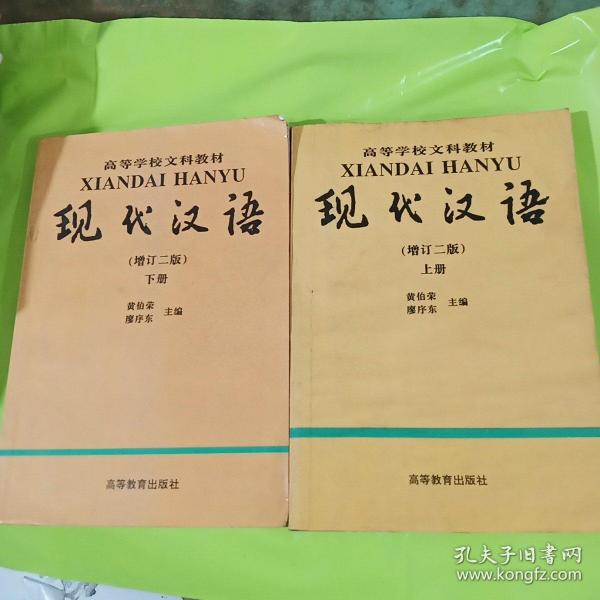 高等学校文科教材
XIANDAI HANYU
现代汉语
(增订二版)
下册
黄伯荣
廖序东
主编
高等教育出版社
高等学校文科教材
XIANDAI HANYU
现代汉语
(增订二版)
上册
黄伯荣
廖序东
主编
高等教育出版社
孔夫子旧书网
www.kongfz.com